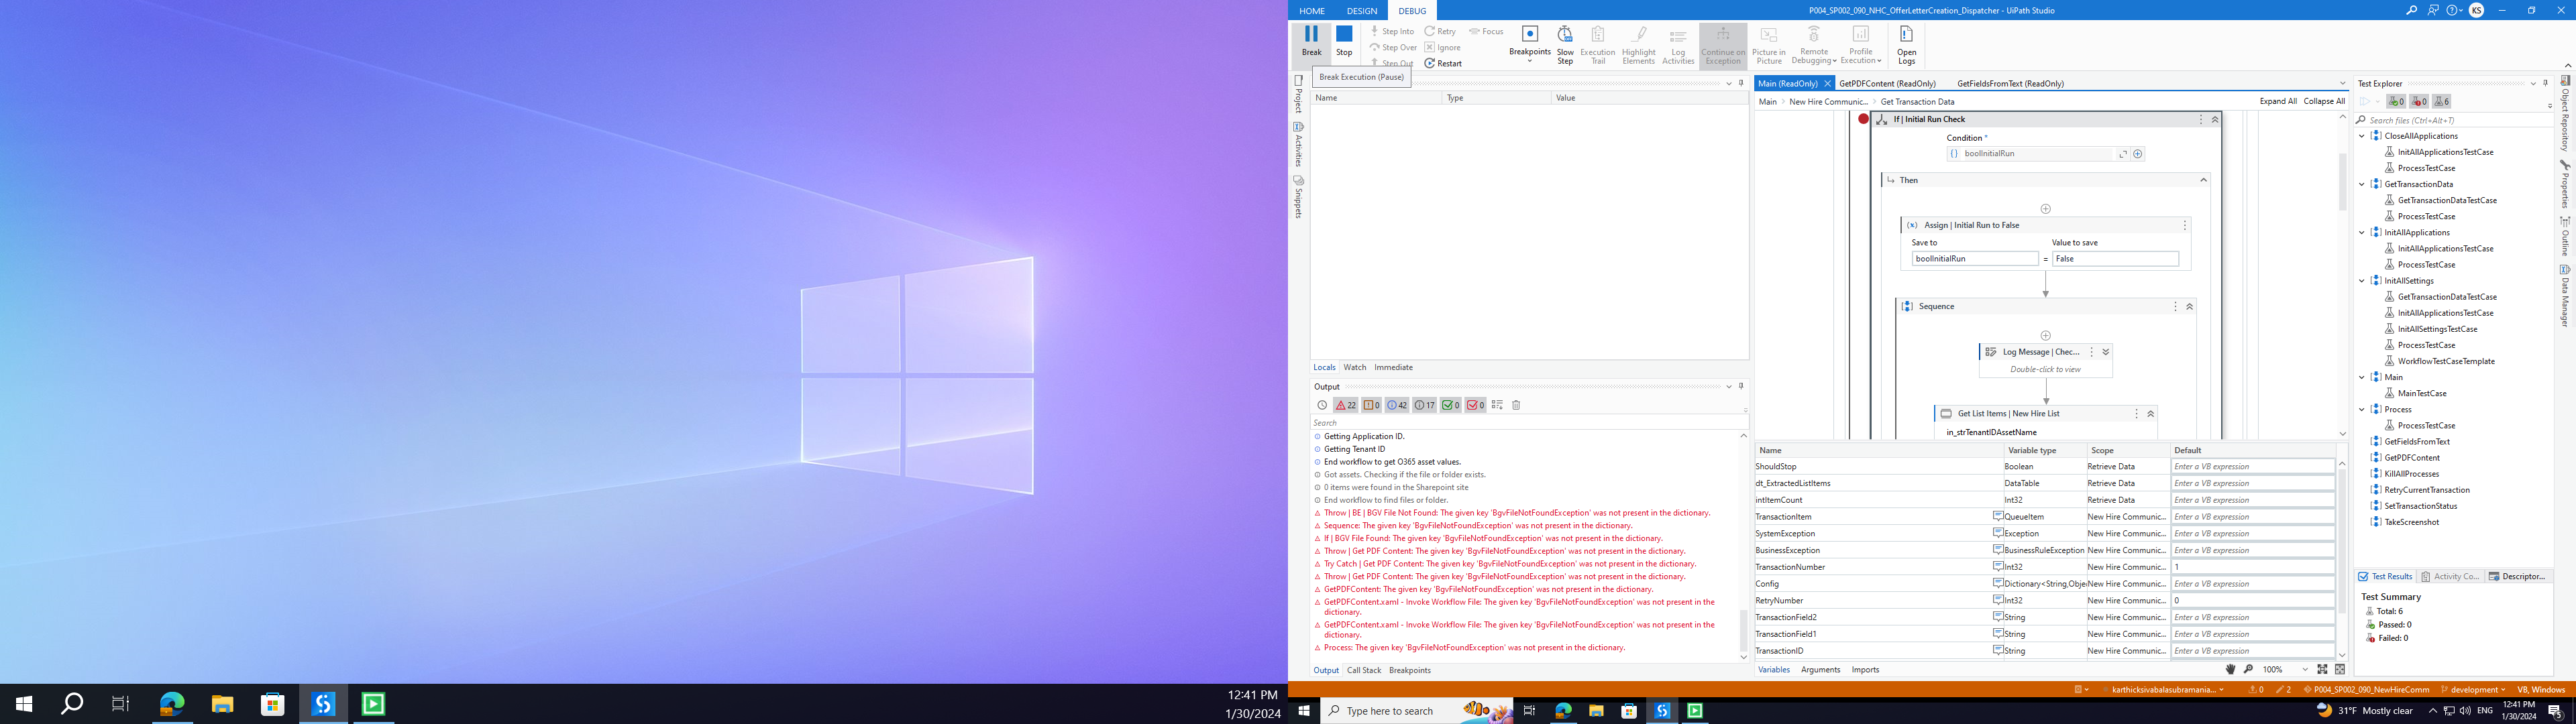 HOME
DESIGN
DEBUG
P004_SP002_090_NHC_OfferLetterCreation_Dispatcher - UiPath Studio
KS
Break
Stop
Step Into
Step Over
Step Out
Retry
Ignore
Restart
Focus
Breakpoints
Slow Step
Execution Trail
Highlight Elements
Log Activities
Continue on Exception
Picture in Picture
Remote Debugging
Profile Execution
Open Logs
Break Execution (Pause)
Project
Activities
Snippets
Name Type Value
Locals Watch Immediate
Output
22 0 42 17 0 0
Search
Getting Application ID.
Getting Tenant ID
End workflow to get O365 asset values.
Got assets. Checking if the file or folder exists.
0 items were found in the Sharepoint site
End workflow to find files or folder.
Throw | BE | BGV File Not Found: The given key 'BgvFileNotFoundException' was not present in the dictionary.
Sequence: The given key 'BgvFileNotFoundException' was not present in the dictionary.
If | BGV File Found: The given key 'BgvFileNotFoundException' was not present in the dictionary.
Throw | Get PDF Content: The given key 'BgvFileNotFoundException' was not present in the dictionary.
Try Catch | Get PDF Content: The given key 'BgvFileNotFoundException' was not present in the dictionary.
Throw | Get PDF Content: The given key 'BgvFileNotFoundException' was not present in the dictionary.
GetPDFContent: The given key 'BgvFileNotFoundException' was not present in the dictionary.
GetPDFContent.xaml - Invoke Workflow File: The given key 'BgvFileNotFoundException' was not present in the
dictionary.
GetPDFContent.xaml - Invoke Workflow File: The given key 'BgvFileNotFoundException' was not present in the
dictionary.
Process: The given key 'BgvFileNotFoundException' was not present in the dictionary.
Output Call Stack Breakpoints
Main (ReadOnly) GetPDFContent (ReadOnly) GetFieldsFromText (ReadOnly)
Main > New Hire Communic... > Get Transaction Data
Expand All Collapse All
If | Initial Run Check
Condition *
boolInitialRun
Then
Assign | Initial Run to False
Save to Value to save
boolInitialRun = False
Sequence
Log Message | Chec...
Double-click to view
Get List Items | New Hire List
in_strTenantIDAssetName
Name Variable type Scope Default
ShouldStop Boolean Retrieve Data Enter a VB expression
dt_ExtractedListItems DataTable Retrieve Data Enter a VB expression
intItemCount Int32 Retrieve Data Enter a VB expression
TransactionItem QueueItem New Hire Communic... Enter a VB expression
SystemException Exception New Hire Communic... Enter a VB expression
BusinessException BusinessRuleException New Hire Communic... Enter a VB expression
TransactionNumber Int32 New Hire Communic... 1
Config Dictionary<String,Obje New Hire Communic... Enter a VB expression
RetryNumber Int32 New Hire Communic... 0
TransactionField2 String New Hire Communic... Enter a VB expression
TransactionField1 String New Hire Communic... Enter a VB expression
TransactionID String New Hire Communic... Enter a VB expression
Variables Arguments Imports
100%
Test Explorer
0 0 6
Search files (Ctrl+Alt+T)
CloseAllApplications
InitAllApplicationsTestCase
ProcessTestCase
GetTransactionData
GetTransactionDataTestCase
ProcessTestCase
InitAllApplications
InitAllApplicationsTestCase
ProcessTestCase
InitAllSettings
GetTransactionDataTestCase
InitAllApplicationsTestCase
InitAllSettingsTestCase
ProcessTestCase
WorkflowTestCaseTemplate
Main
MainTestCase
Process
ProcessTestCase
GetFieldsFromText
GetPDFContent
KillAllProcesses
RetryCurrentTransaction
SetTransactionStatus
TakeScreenshot
Test Results Activity Co... Descriptor...
Test Summary
Total: 6
Passed: 0
Failed: 0
Object Repository
Properties
Outline
Data Manager
karthicksivabalasubramania...
0
2
P004_SP002_090_NewHireComm
development
VB, Windows
12:41 PM
1/30/2024
Type here to search
31°F Mostly clear
ENG
12:41 PM
1/30/2024